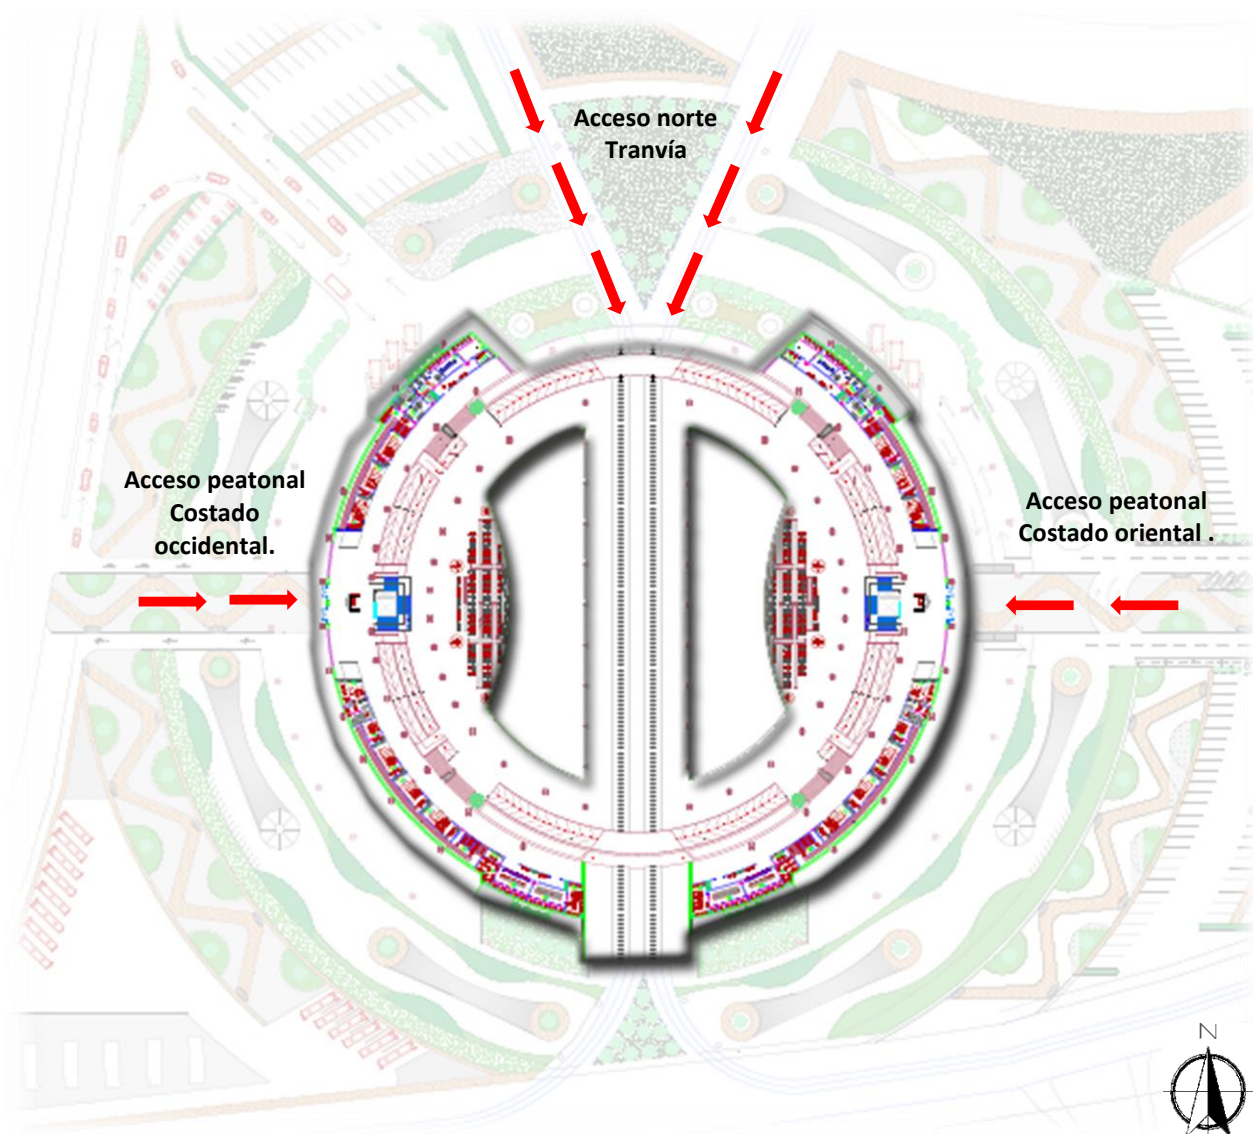 Acceso norte
Tranvía
Acceso peatonal
Costado
occidental.
Acceso peatonal
Costado oriental .
N